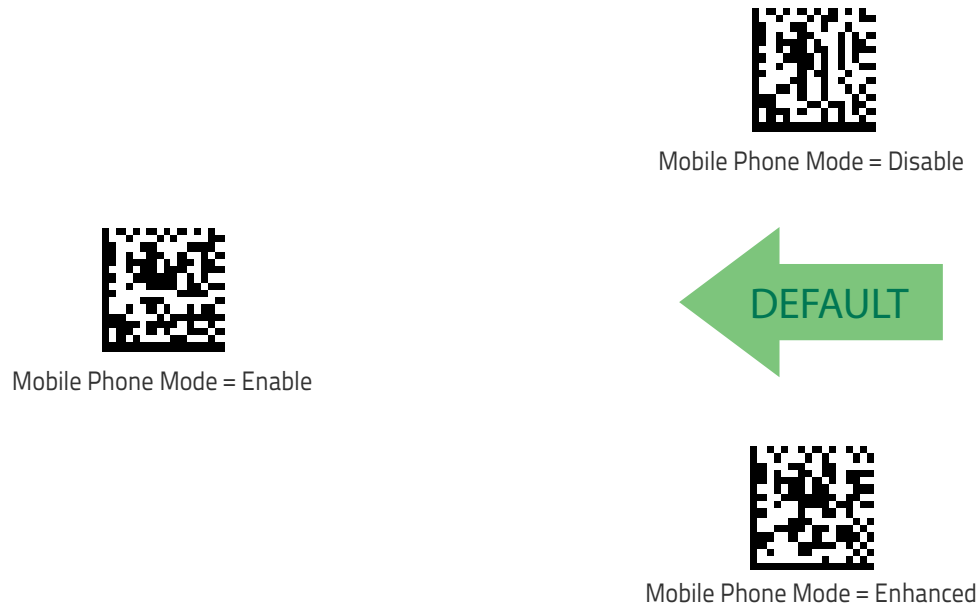 Mobile Phone Mode = Disable
DEFAULT
Mobile Phone Mode = Enable
Mobile Phone Mode = Enhanced